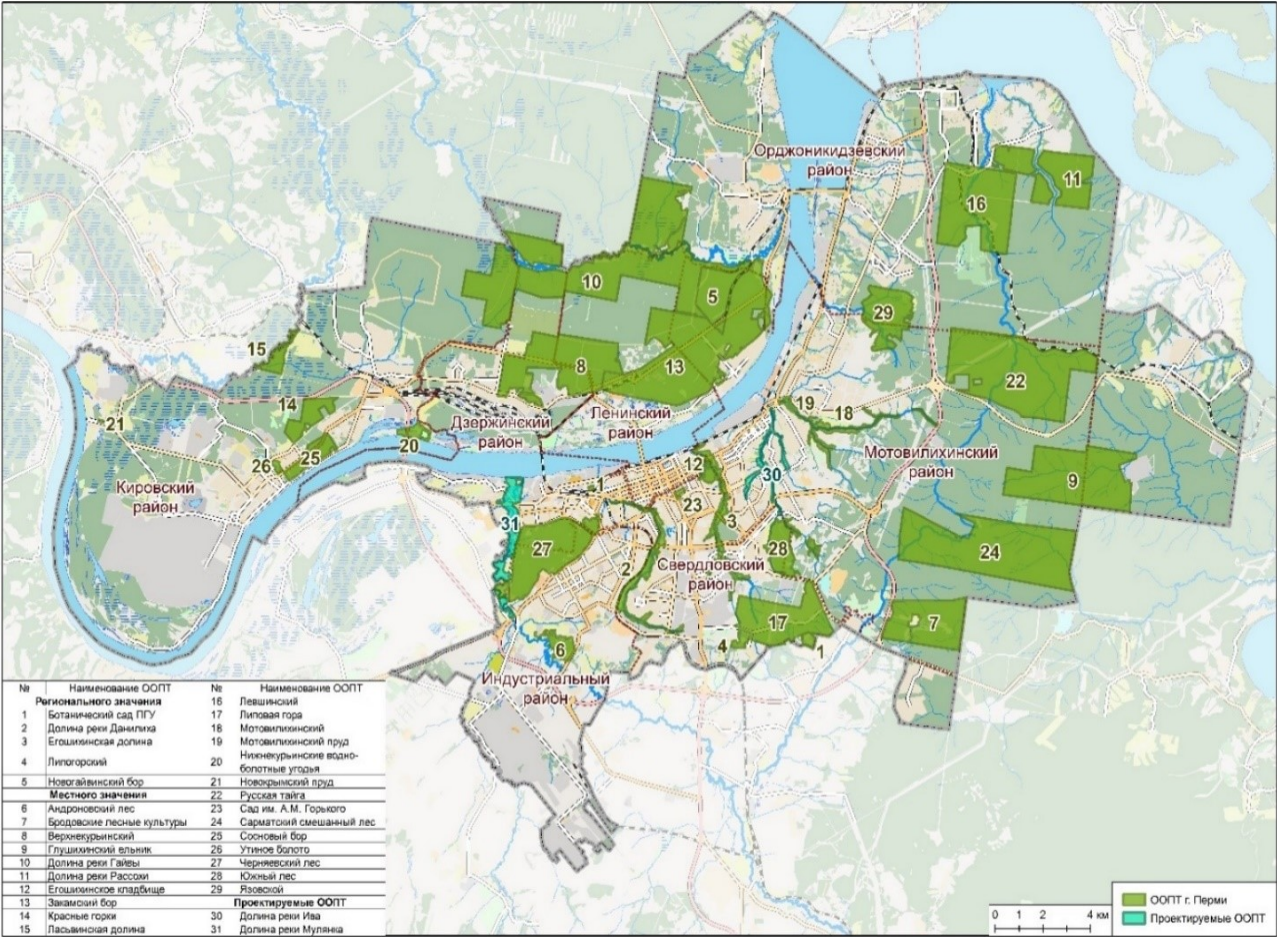 Орджоникидзевский
район
11
16
10
5
29
15
8
13
22
14
19
18
Дзержинский
район
Ленинский
район
21
20
Мотовилихинский
район
26
25
12
30
9
Кировский
район
1
23
31
3
27
28
24
2
Свердловский
район
17
7
6
4
1
Индустриальный
район
№ Наименование ООПТ № Наименование ООПТ
Регионального значения 16 Левшинский
1 Ботанический сад ПГУ 17 Липовая гора
2 Долина реки Данилиха 18 Мотовилихинский
3 Егошихинская долина 19 Мотовилихинский пруд
4 Липогорский 20 Нижнекурьинские водно-
болотные угодья
5 Новогайвинский бор 21 Новокрымский пруд
Местного значения 22 Русская тайга
6 Андроновский лес 23 Сад им. А.М. Горького
7 Бродовские лесные культуры 24 Сарматский смешанный лес
8 Верхнекурьинский 25 Сосновый бор
9 Глушихинский ельник 26 Утиное болото
10 Долина реки Гайвы 27 Черняевский лес
11 Долина реки Рассохи 28 Южный лес
12 Егошихинское кладбище 29 Язовской
13 Закамский бор Проектируемые ООПТ
14 Красные горки 30 Долина реки Ива
15 Ласьвинская долина 31 Долина реки Мулянка
0 1 2 4 км
ООПТ г. Перми
Проектируемые ООПТ